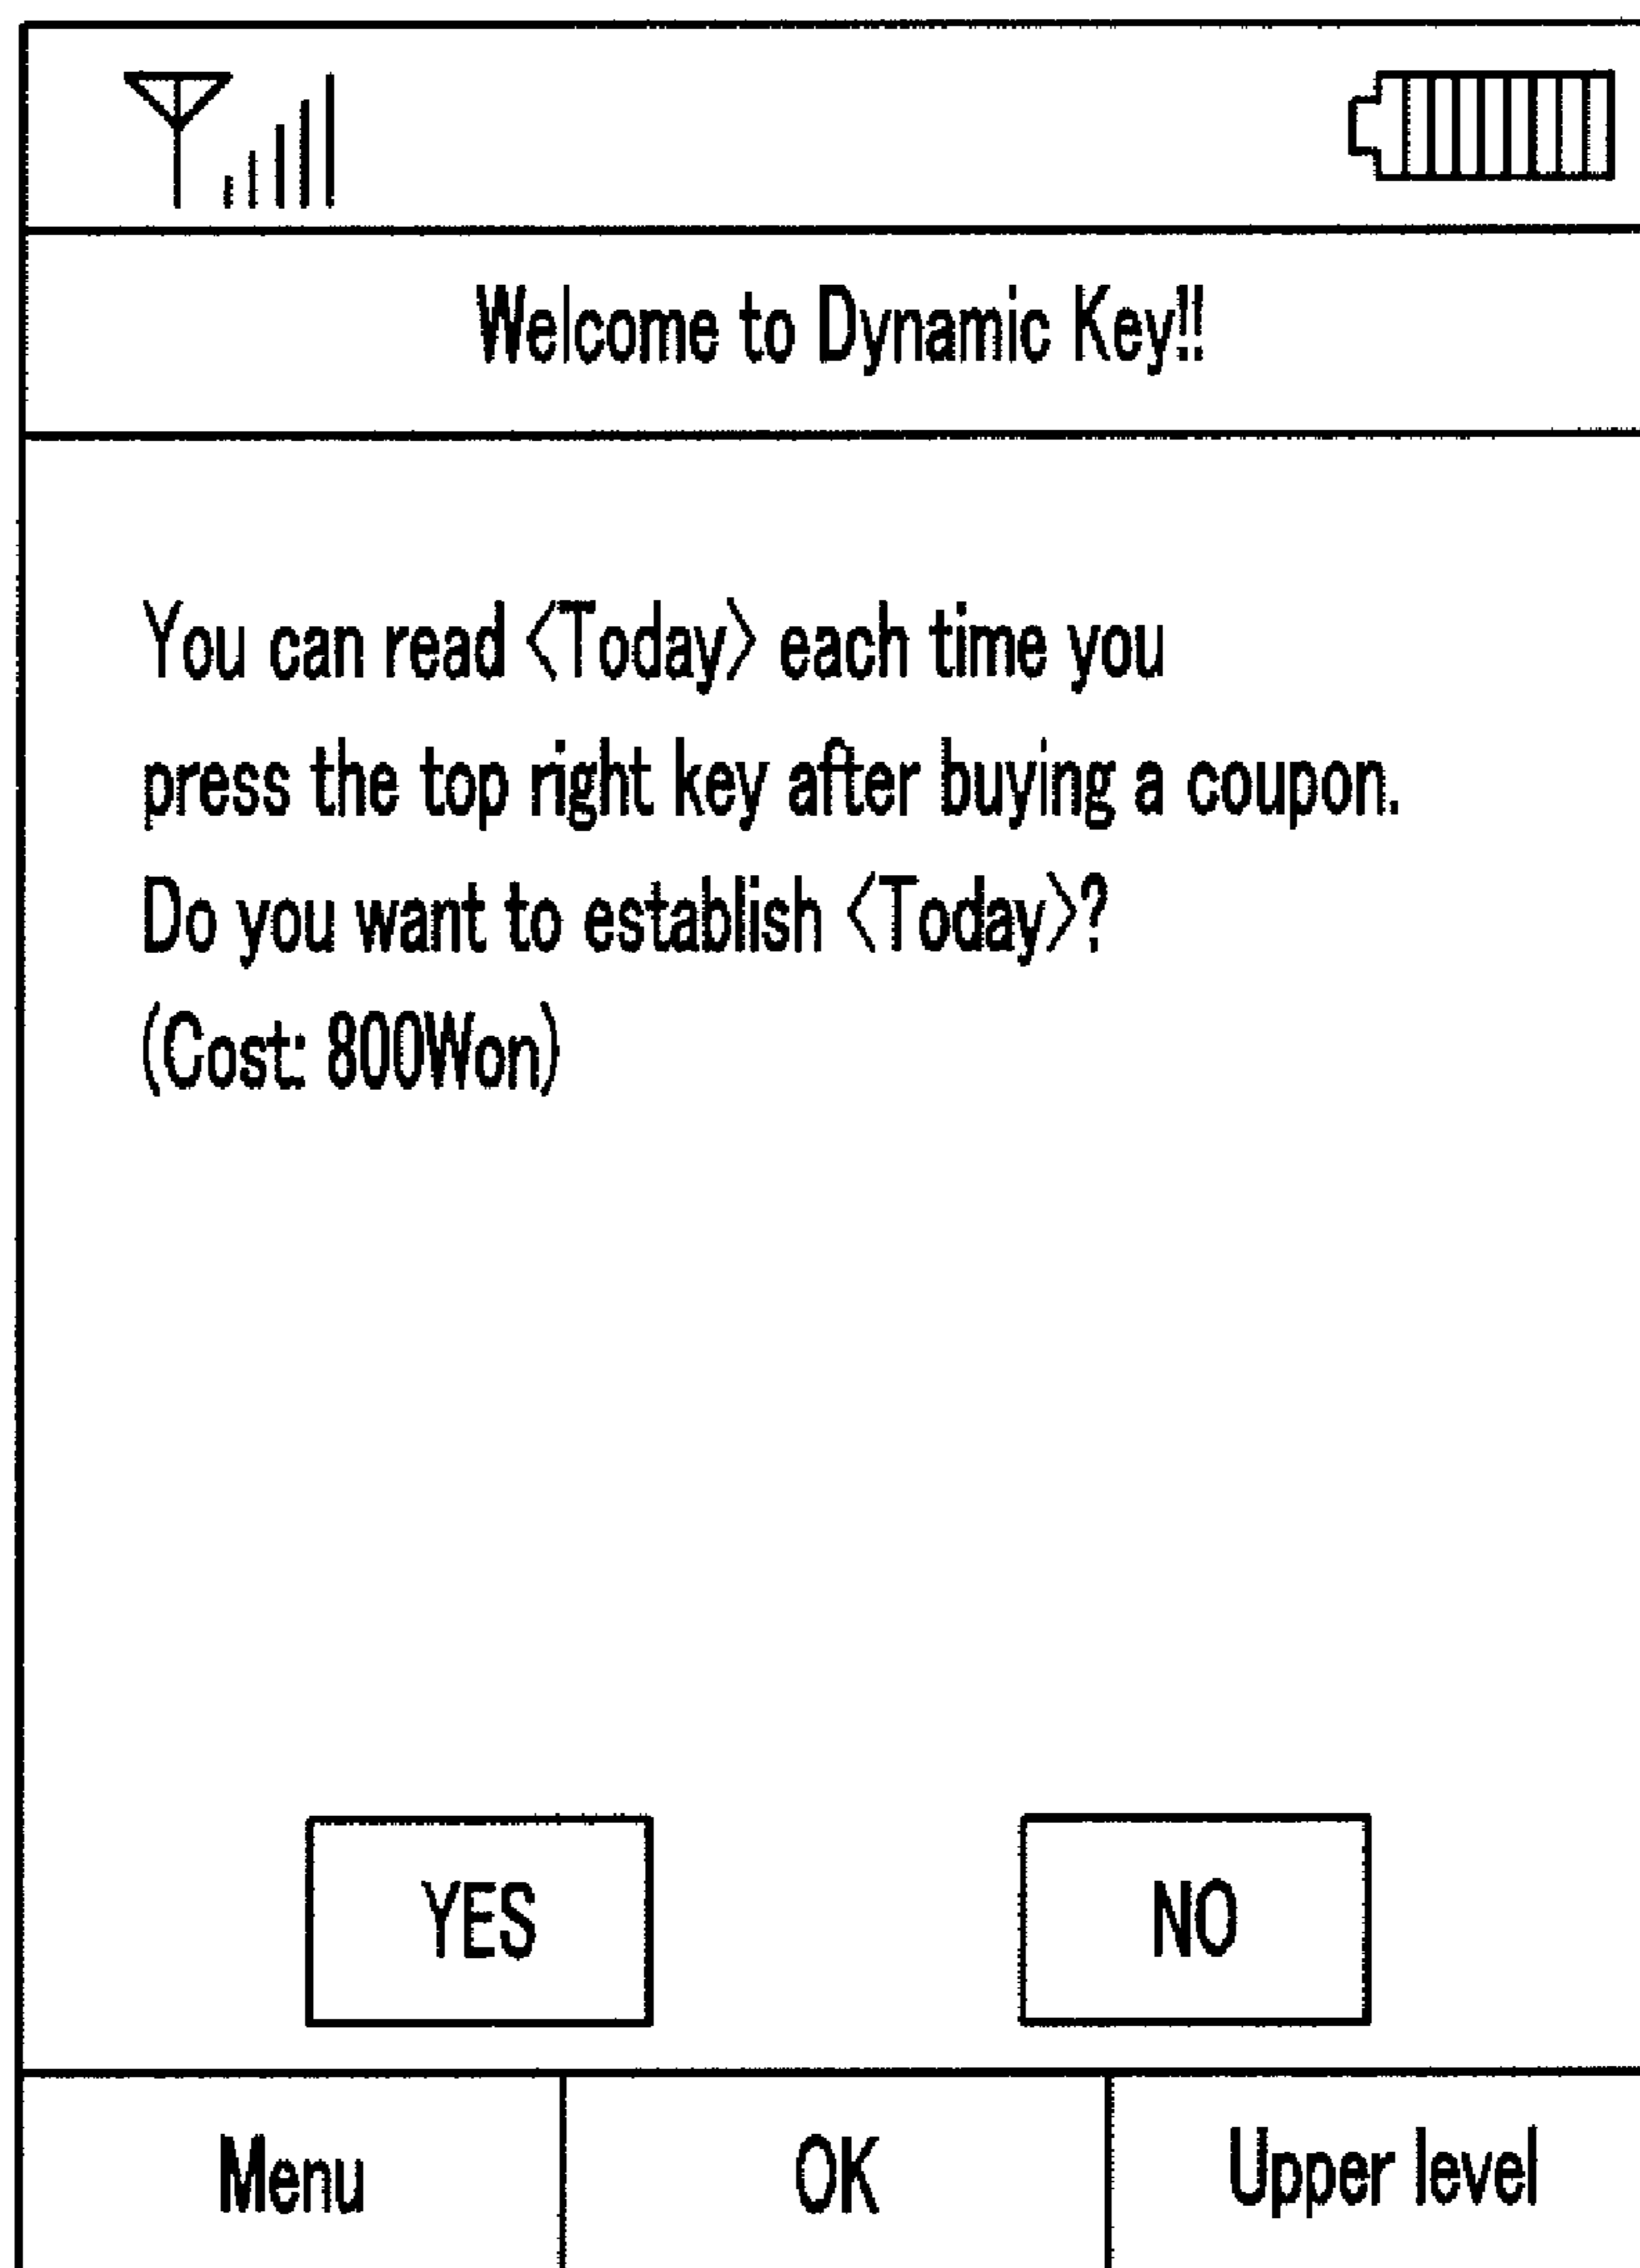 Welcome to Dynamic Key!!
You can read 〈Today〉 each time you
press the top right key after buying a coupon.
Do you want to establish 〈Today〉?
(Cost: 800Won)
YES NO
Menu OK Upper level